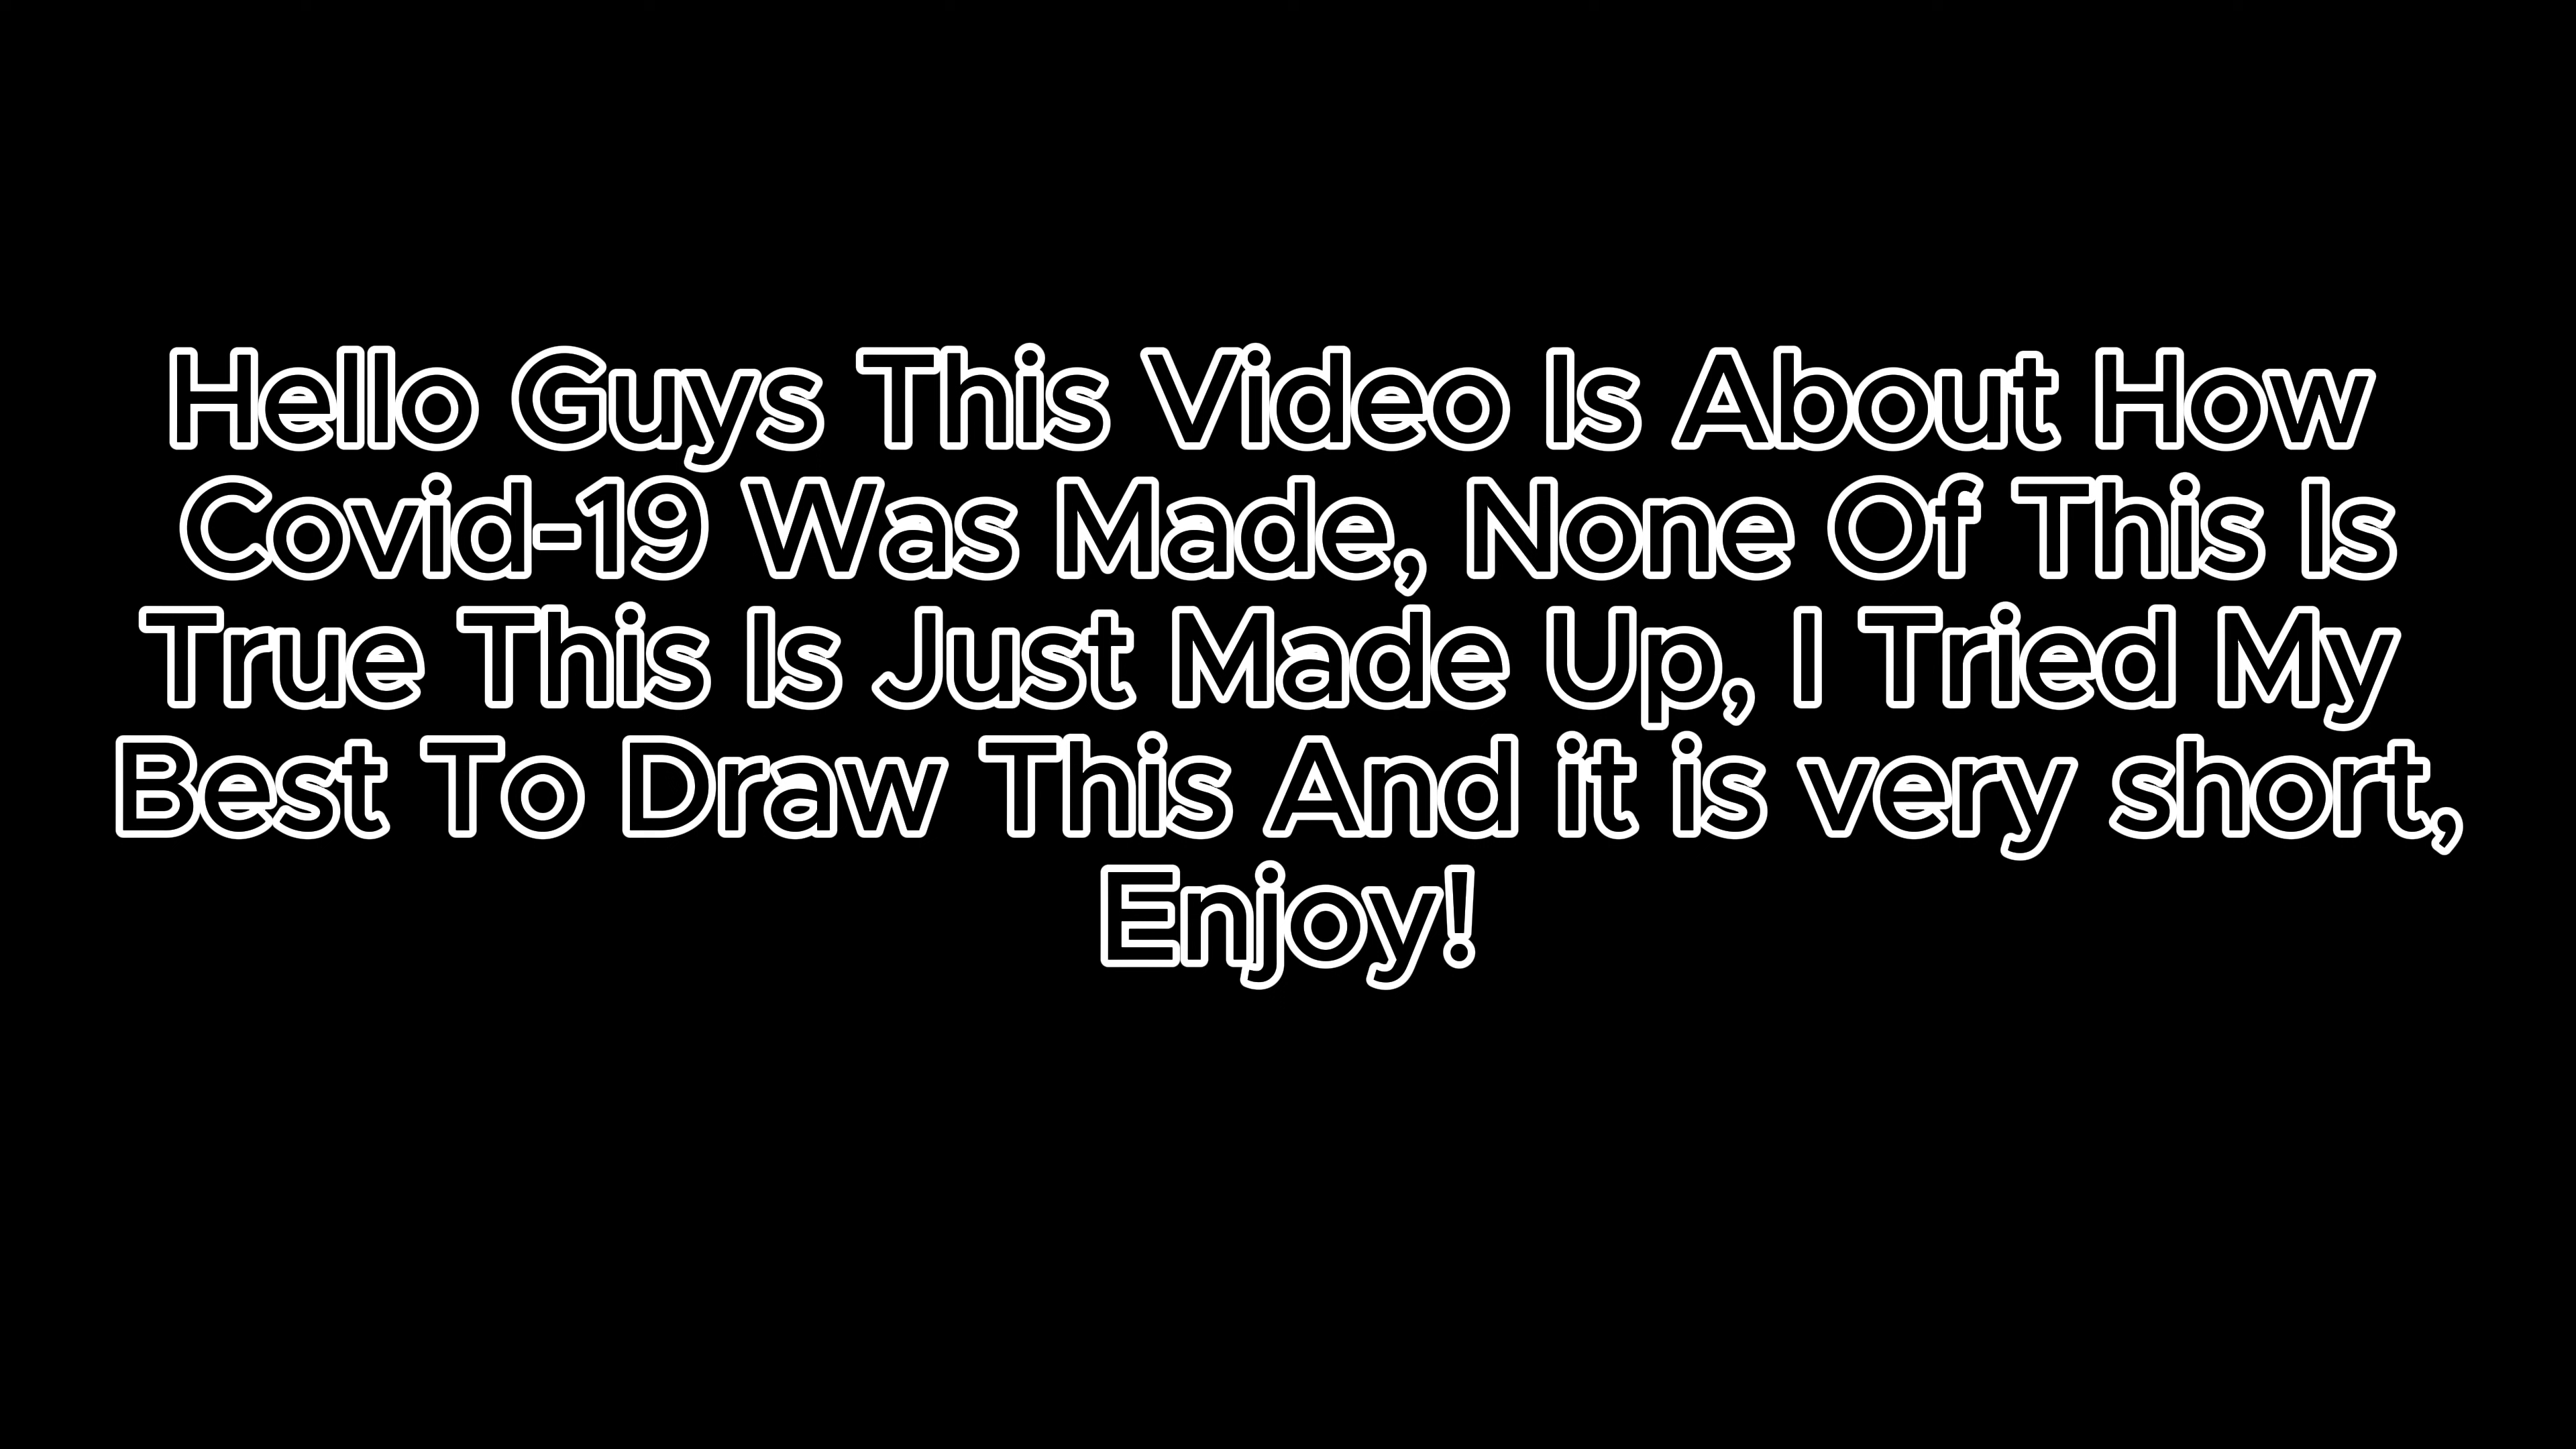 Hello Guys This Video Is About How
Covid-19 Was Made, None Of This Is
True This Is Just Made Up, I Tried My
Best To Draw This And it is very short,
Enjoy!